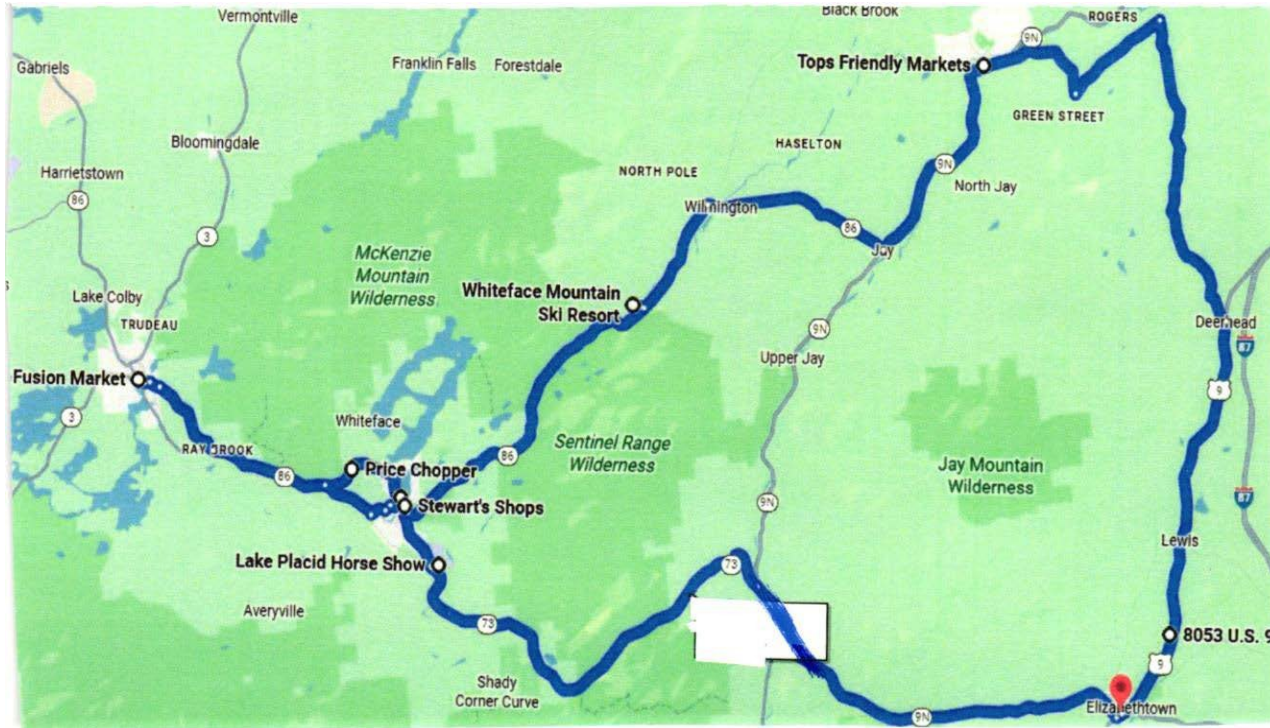 Vermontville
Black Brook
ROGERS
9N
Gabriels
Franklin Falls
Forestdale
Tops Friendly Markets
GREEN STREET
Bloomingdale
HASELTON
Harrietstown
NORTH POLE
9N
North Jay
86
Wilmington
3
86
Jay
McKenzie
Mountain
Wilderness
Whiteface Mountain
Ski Resort
Lake Colby
TRUDEAU
9N
Deerhead
87
Upper Jay
Fusion Market
9
3
Whiteface
Sentinel Range
Wilderness
RAY BROOK
86
86
Price Chopper
Jay Mountain
Wilderness
87
Stewart's Shops
9N
Lewis
Lake Placid Horse Show
73
Averyville
73
8053 U.S. 9
9
Shady
Corner Curve
Elizabethtown
9N